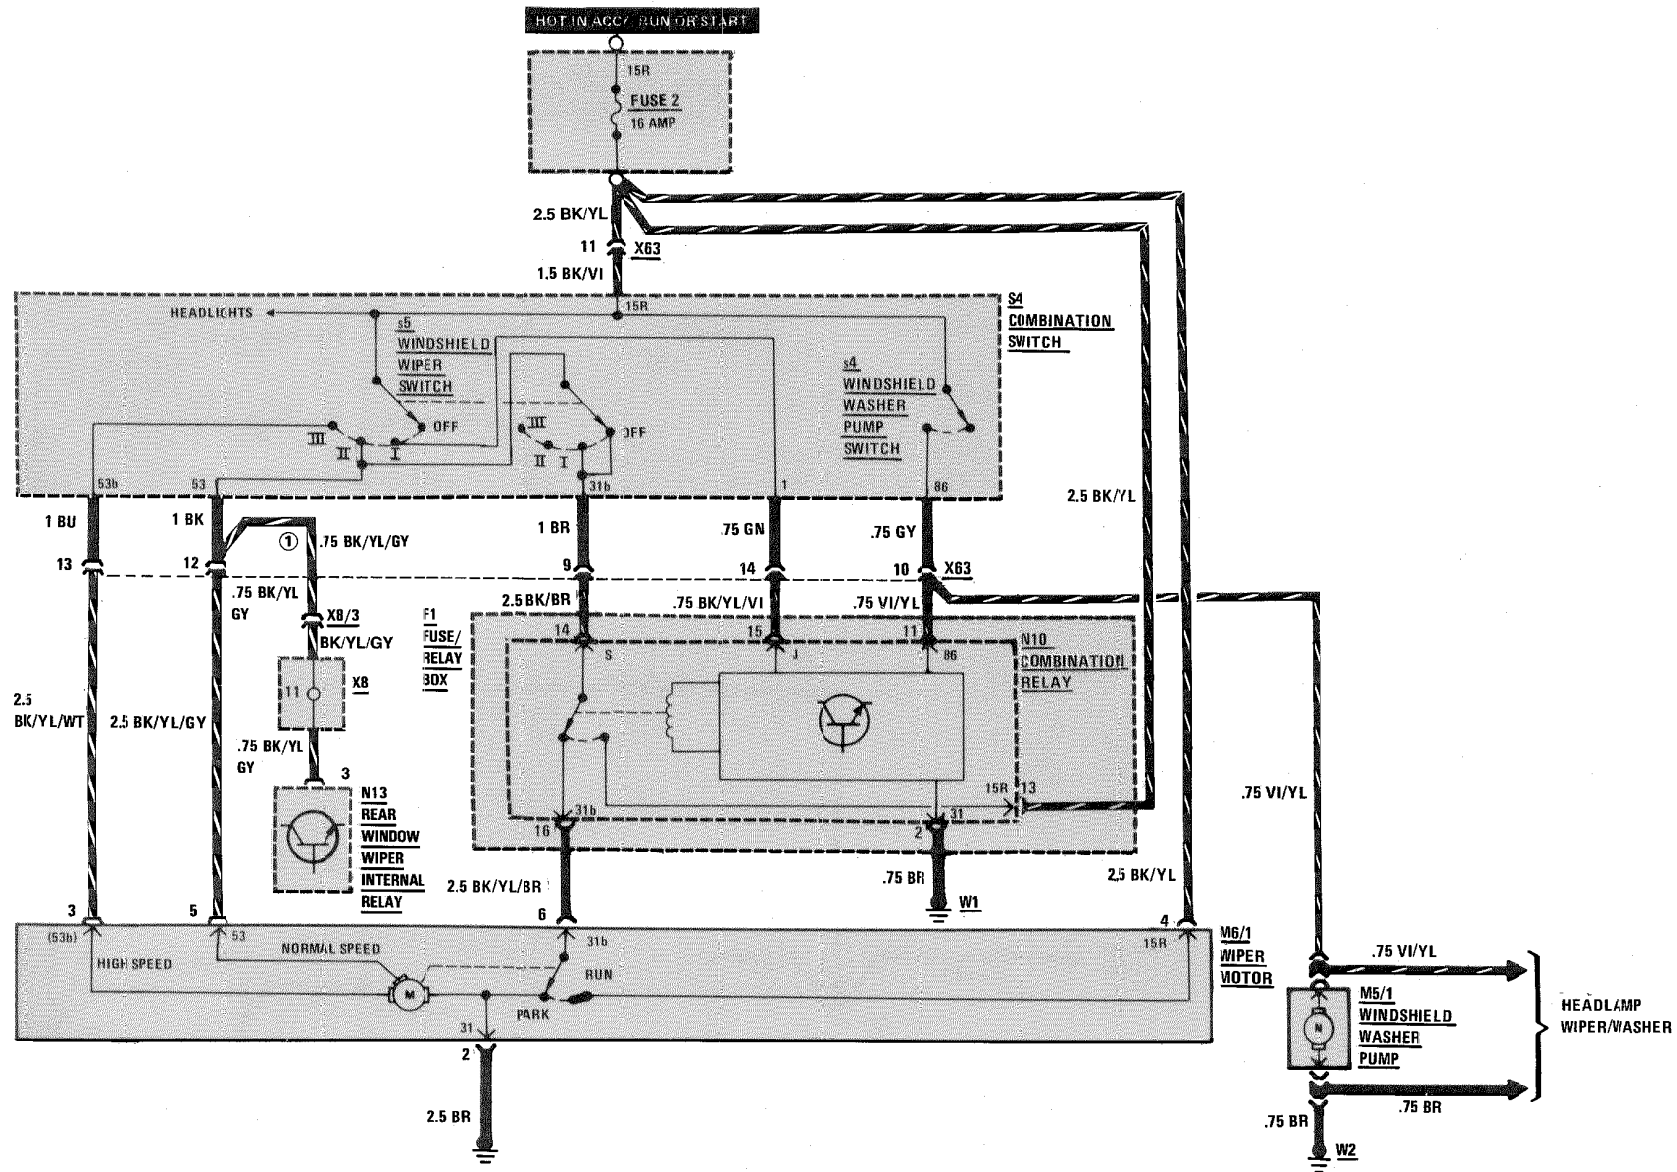 HOT IN ACC/ RUN OR START
15R
FUSE 2
16 AMP
2.5 BK/YL
11
X63
1.5 BK/VI
15R
HEADLIGHTS
S4
COMBINATION
SWITCH
s5
WINDSHIELD
WIPER
SWITCH
s4
WINDSHIELD
WASHER
PUMP
SWITCH
III
II
I
OFF
III
II
I
OFF
53b
53
31b
1
86
2.5 BK/YL
1 BU
1 BK
1 BR
.75 GN
.75 GY
1
.75 BK/YL/GY
13
12
9
14
10
X63
.75 BK/YL
GY
2.5BK/BR
.75 BK/YL/VI
.75 VI/YL
X8/3
BK/YL/GY
F1
FUSE/
RELAY
BOX
14
S
15
J
11
86
N10
COMBINATION
RELAY
11
X8
2.5
BK/YL/WT
2.5 BK/YL/GY
.75 BK/YL
GY
3
N13
REAR
WINDOW
WIPER
INTERNAL
RELAY
15R
13
.75 VI/YL
31b
16
31
2
2.5 BK/YL/BR
.75 BR
W1
2.5 BK/YL
3
5
6
4
(53b)
53
31b
15R
M6/1
WIPER
MOTOR
HIGH SPEED
NORMAL SPEED
M
RUN
PARK
31
2
2.5 BR
.75 VI/YL
M5/1
WINDSHIELD
WASHER
PUMP
HEADLAMP
WIPER/WASHER
.75 BR
.75 BR
W2